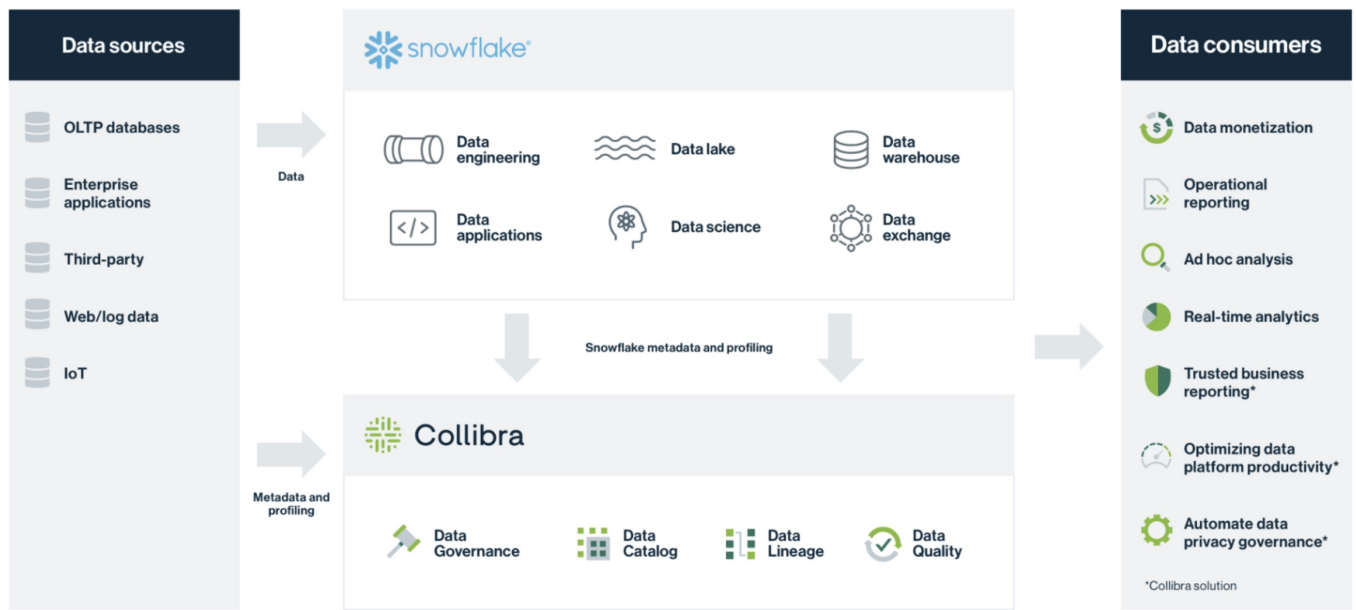 Data sources
OLTP databases
Enterprise
applications
Third-party
Web/log data
IoT
Data
Metadata and
profiling
snowflake®
Data
engineering
Data lake
Data
warehouse
Data
applications
</>
Data science
Data
exchange
Snowflake metadata and profiling
Collibra
Data
Governance
Data
Catalog
Data
Lineage
Data
Quality
Data consumers
$
Data monetization
Operational
reporting
Ad hoc analysis
Real-time analytics
Trusted business
reporting*
Optimizing data
platform productivity*
Automate data
privacy governance*
*Collibra solution